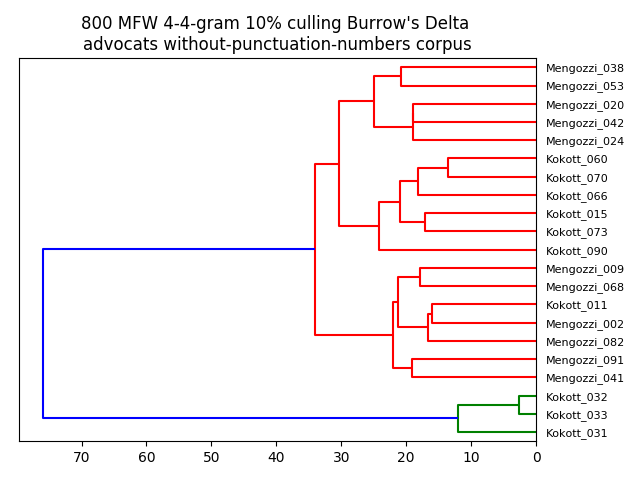 800 MFW 4-4-gram 10% culling Burrow's Delta
advocats without-punctuation-numbers corpus
Mengozzi_038
Mengozzi_053
Mengozzi_020
Mengozzi_042
Mengozzi_024
Kokott_060
Kokott_070
Kokott_066
Kokott_015
Kokott_073
Kokott_090
Mengozzi_009
Mengozzi_068
Kokott_011
Mengozzi_002
Mengozzi_082
Mengozzi_091
Mengozzi_041
Kokott_032
Kokott_033
Kokott_031
70 60 50 40 30 20 10 0